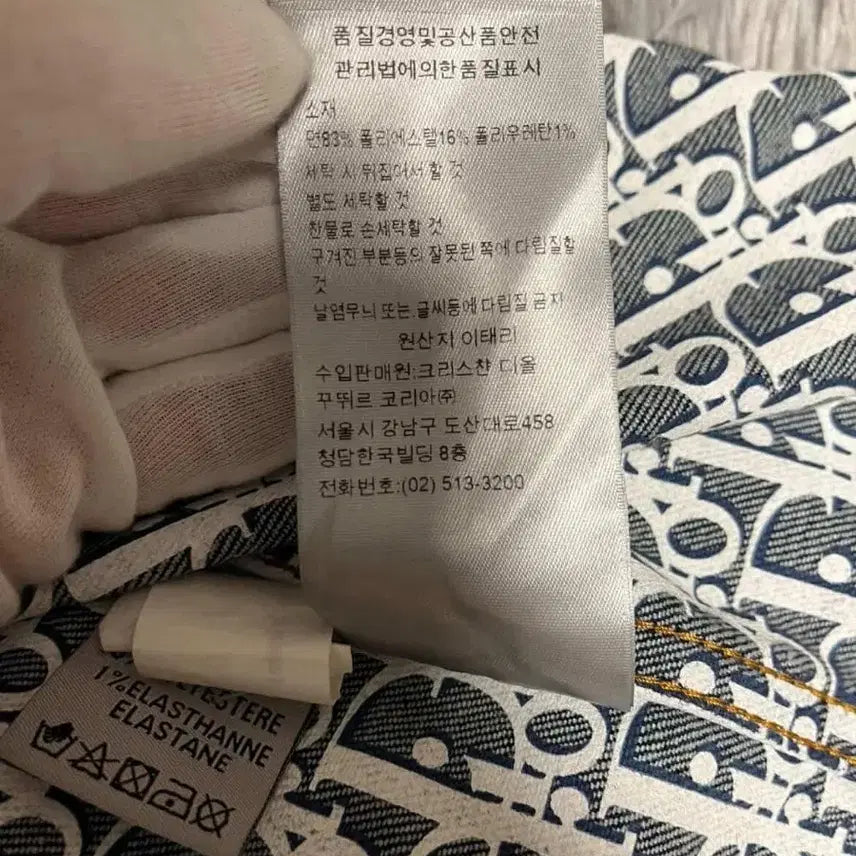 품질경영및공산품안전
관리법에의한품질표시
소재
면83% 폴리에스텔16% 폴리우레탄1%
세탁 시 뒤집어서 할 것
별도 세탁할 것
찬물로 손세탁할 것
구겨진 부분등의 잘못된 쪽에 다림질할
것
날염무늬 또는 글씨등에 다림질 금지
원산지 이태리
수입판매원:크리스챤 디올
꾸뛰르 코리아㈜
서울시 강남구 도산대로458
청담한국빌딩 8층
전화번호:(02) 513-3200
1%ELASTHANNE
ELASTANE
Dior